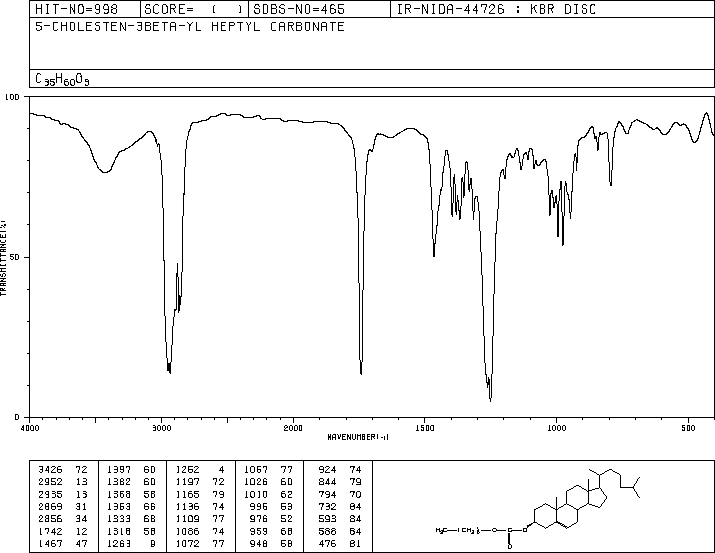 HIT-NO=998 SCORE= ( ) SDBS-NO=465 IR-NIDA-44726 : KBR DISC
5-CHOLESTEN-3BETA-YL HEPTYL CARBONATE
C35H60O3
100
50
0
TRANSMITTANCE(%)
4000 3000 2000 1500 1000 500
WAVENUMBER(-1)
3426 72 1397 60 1252 4 1067 77 924 74
2952 13 1382 60 1197 72 1026 60 844 79
2935 13 1368 58 1165 79 1010 62 794 70
2869 31 1353 66 1136 74 996 53 732 84
2856 34 1333 68 1109 77 976 52 593 84
1742 12 1318 58 1086 74 959 68 588 84
1467 47 1263 9 1072 77 948 58 476 81
H3C (CH2)6 O C O
O